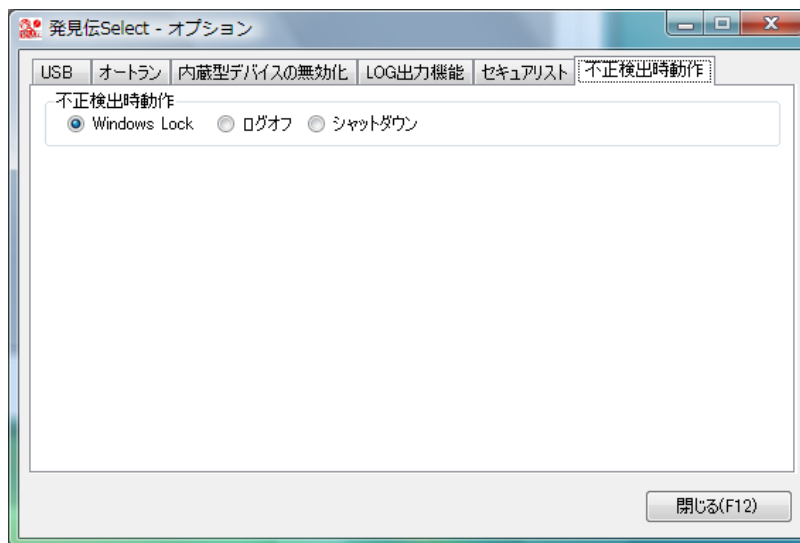 発見伝Select - オプション
USB オートラン 内蔵型デバイスの無効化 LOG出力機能 セキュアリスト 不正検出時動作
不正検出時動作
Windows Lock ログオフ シャットダウン
閉じる(F12)